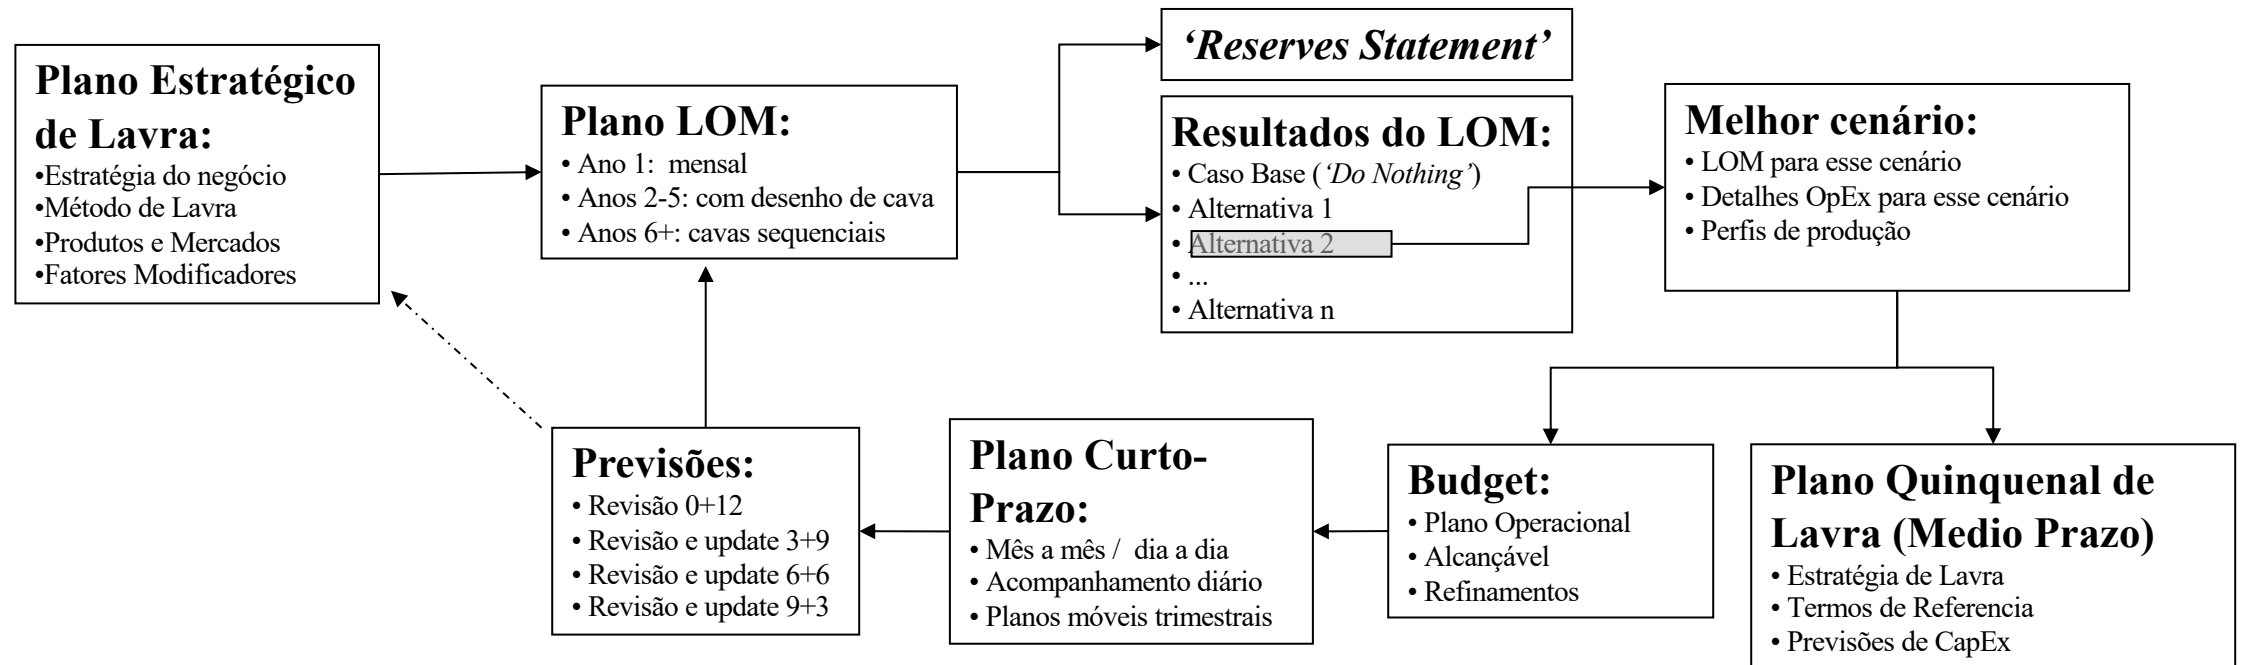 Plano Estratégico
de Lavra:
•Estratégia do negócio
•Método de Lavra
•Produtos e Mercados
•Fatores Modificadores
Plano LOM:
• Ano 1: mensal
• Anos 2-5: com desenho de cava
• Anos 6+: cavas sequenciais
‘Reserves Statement’
Resultados do LOM:
• Caso Base (‘Do Nothing’)
• Alternativa 1
• Alternativa 2
• ...
• Alternativa n
Melhor cenário:
• LOM para esse cenário
• Detalhes OpEx para esse cenário
• Perfis de produção
Previsões:
• Revisão 0+12
• Revisão e update 3+9
• Revisão e update 6+6
• Revisão e update 9+3
Plano Curto-
Prazo:
• Mês a mês / dia a dia
• Acompanhamento diário
• Planos móveis trimestrais
Budget:
• Plano Operacional
• Alcançável
• Refinamentos
Plano Quinquenal de
Lavra (Medio Prazo)
• Estratégia de Lavra
• Termos de Referencia
• Previsões de CapEx